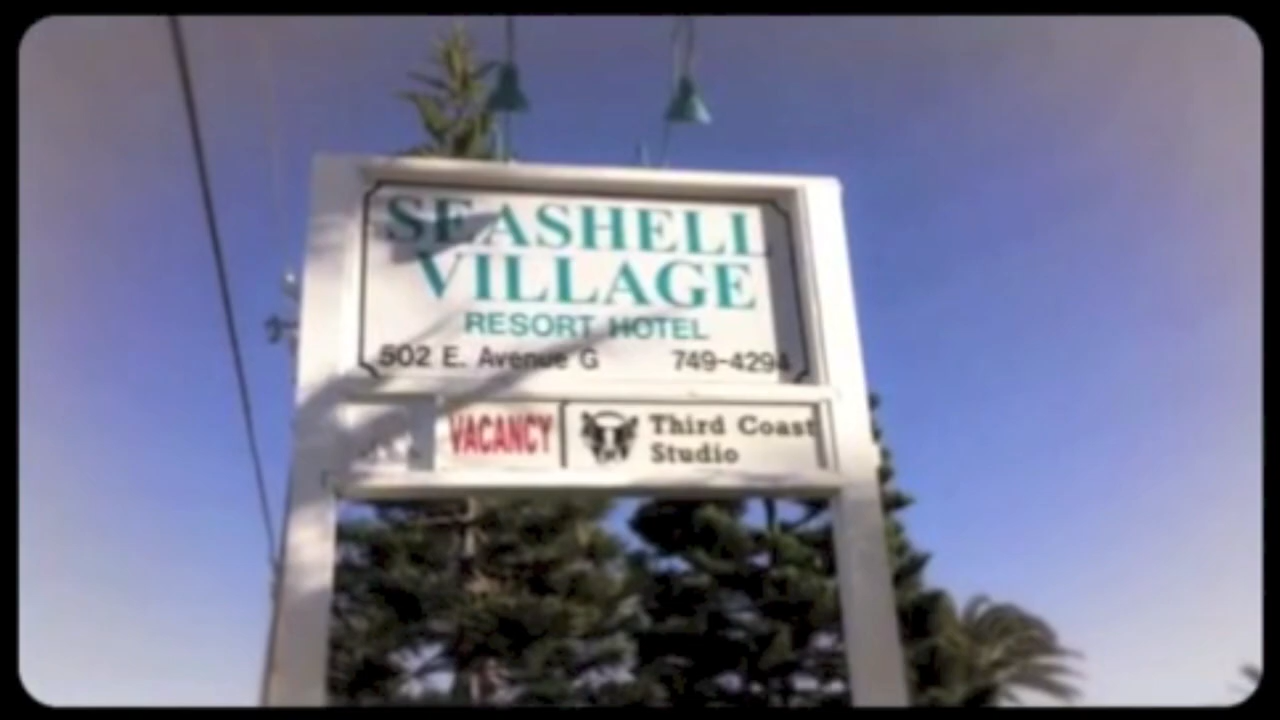 SEASHELL
VILLAGE
RESORT HOTEL
502 E. Avenue G 749-4294
VACANCY Third Coast
Studio